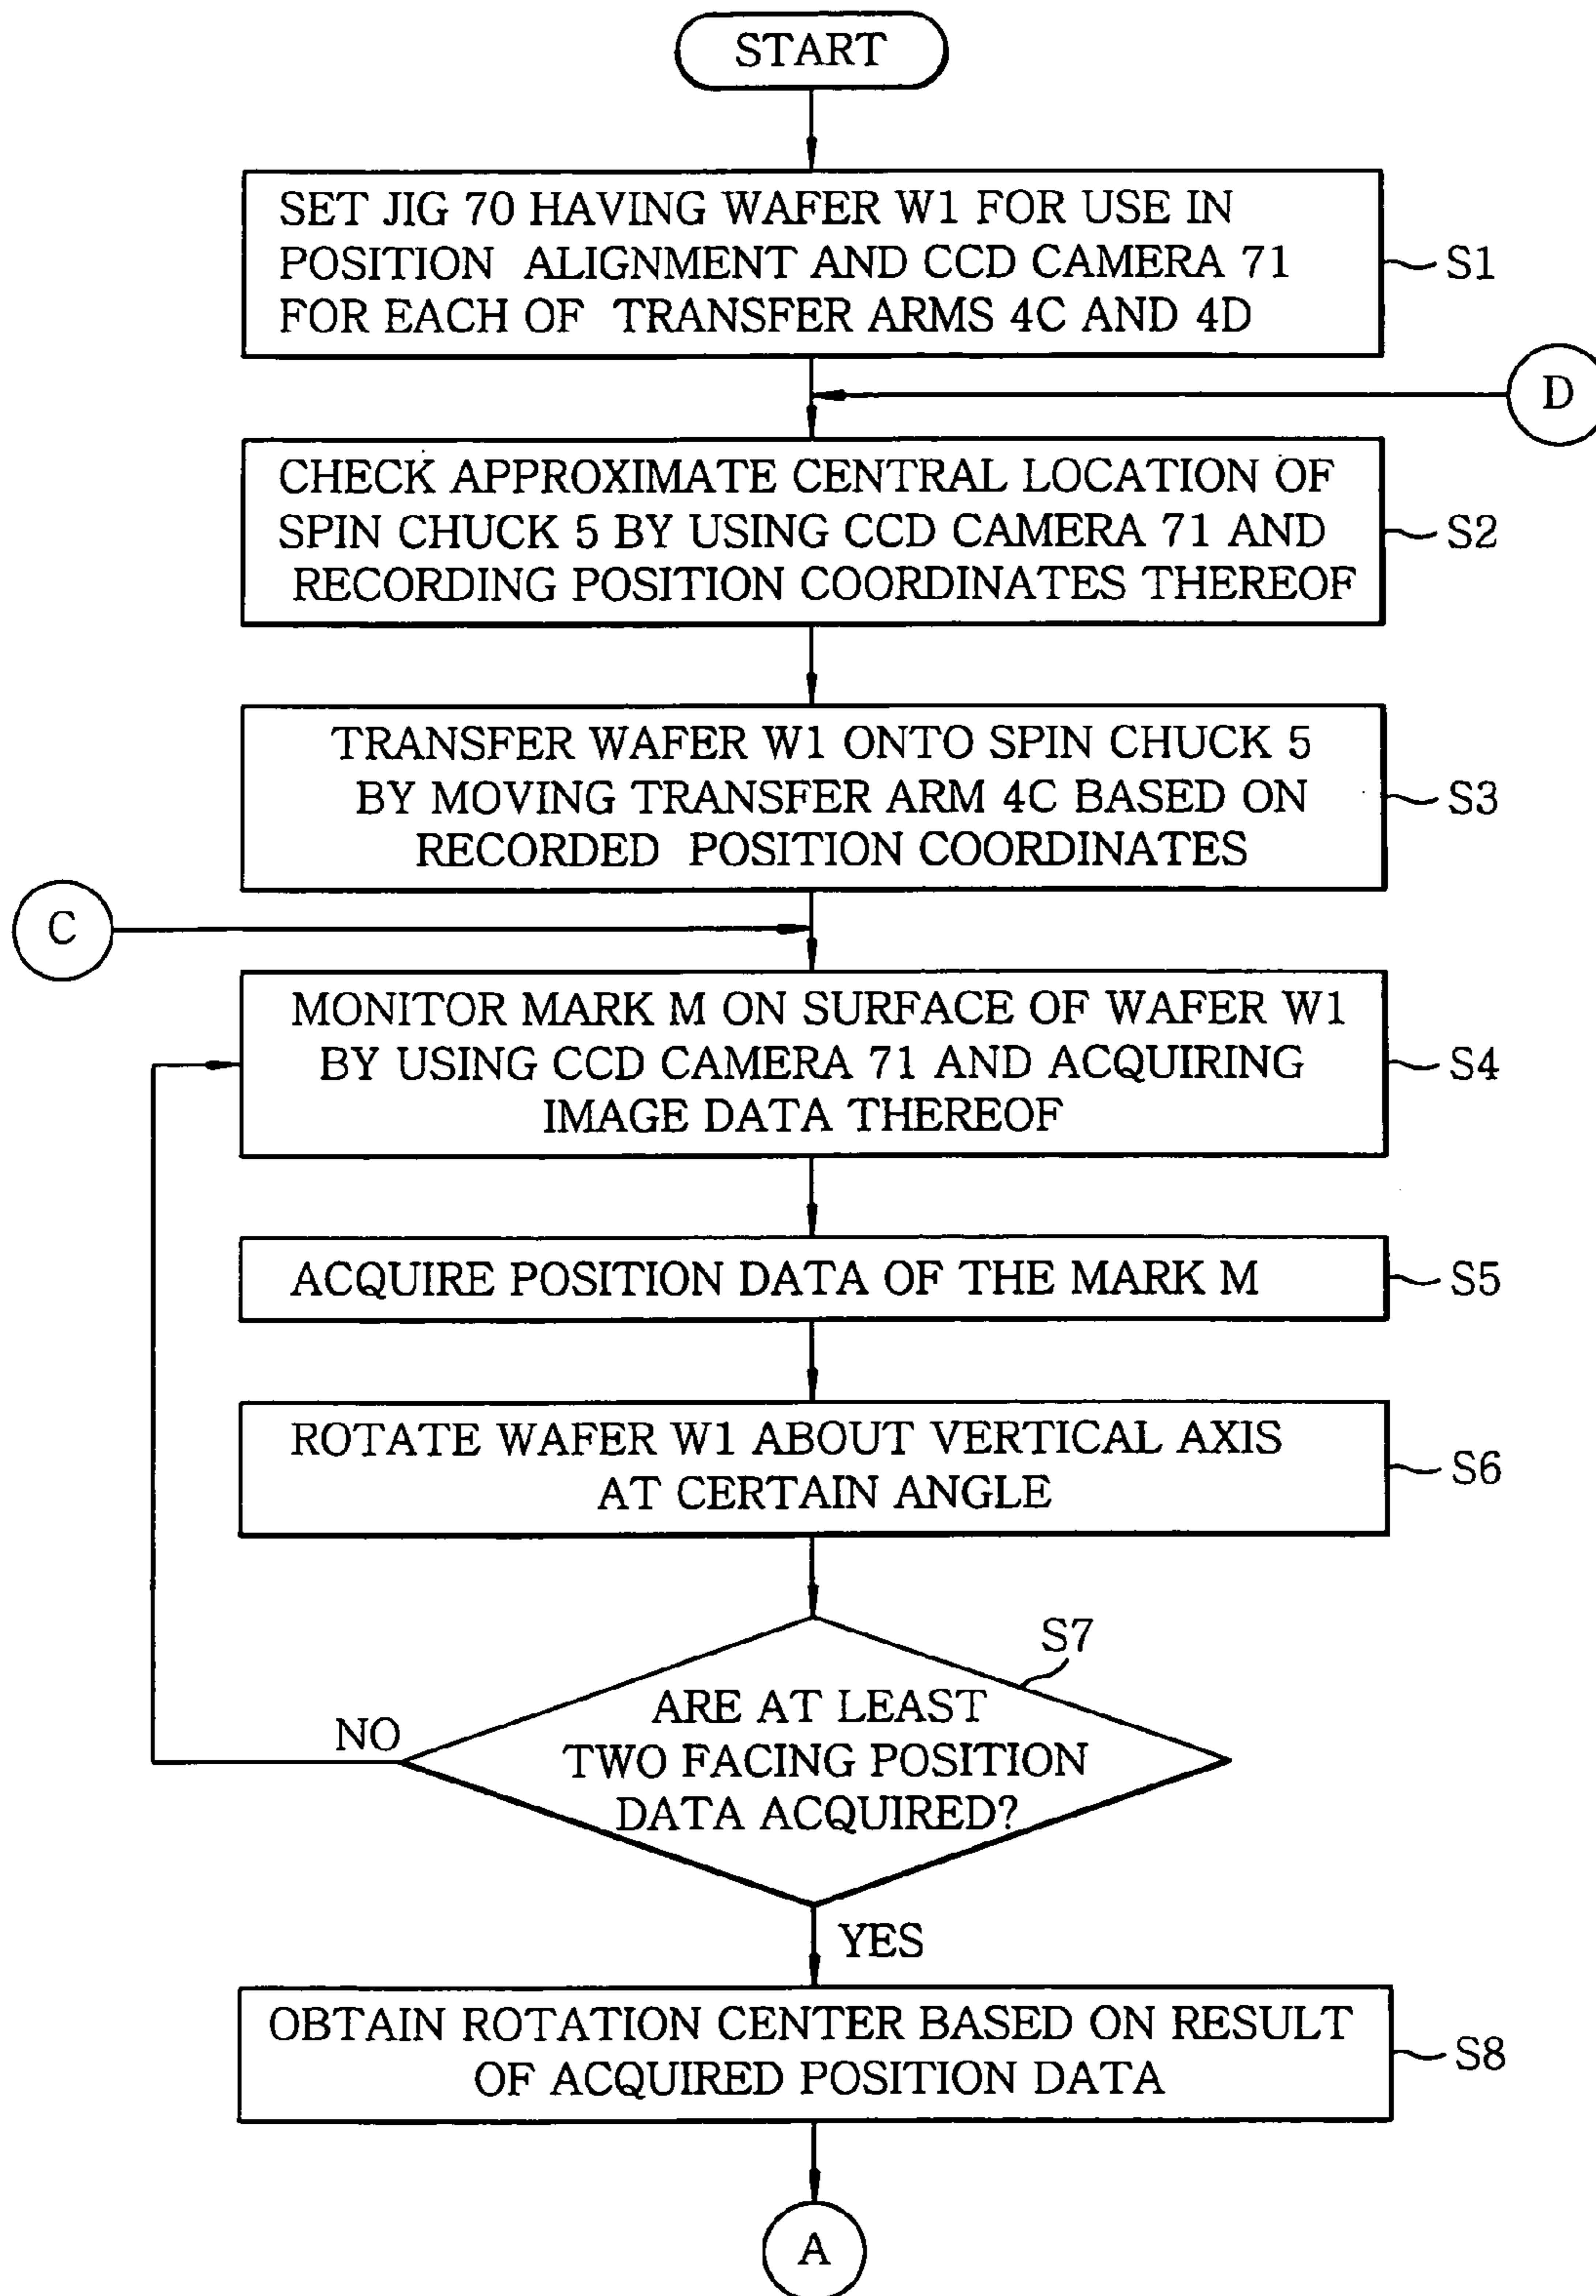 START
SET JIG 70 HAVING WAFER W1 FOR USE IN
POSITION ALIGNMENT AND CCD CAMERA 71
FOR EACH OF TRANSFER ARMS 4C AND 4D
S1
D
CHECK APPROXIMATE CENTRAL LOCATION OF
SPIN CHUCK 5 BY USING CCD CAMERA 71 AND
RECORDING POSITION COORDINATES THEREOF
S2
TRANSFER WAFER W1 ONTO SPIN CHUCK 5
BY MOVING TRANSFER ARM 4C BASED ON
RECORDED POSITION COORDINATES
S3
C
MONITOR MARK M ON SURFACE OF WAFER W1
BY USING CCD CAMERA 71 AND ACQUIRING
IMAGE DATA THEREOF
S4
ACQUIRE POSITION DATA OF THE MARK M
S5
ROTATE WAFER W1 ABOUT VERTICAL AXIS
AT CERTAIN ANGLE
S6
S7
ARE AT LEAST
TWO FACING POSITION
DATA ACQUIRED?
NO
YES
OBTAIN ROTATION CENTER BASED ON RESULT
OF ACQUIRED POSITION DATA
S8
A